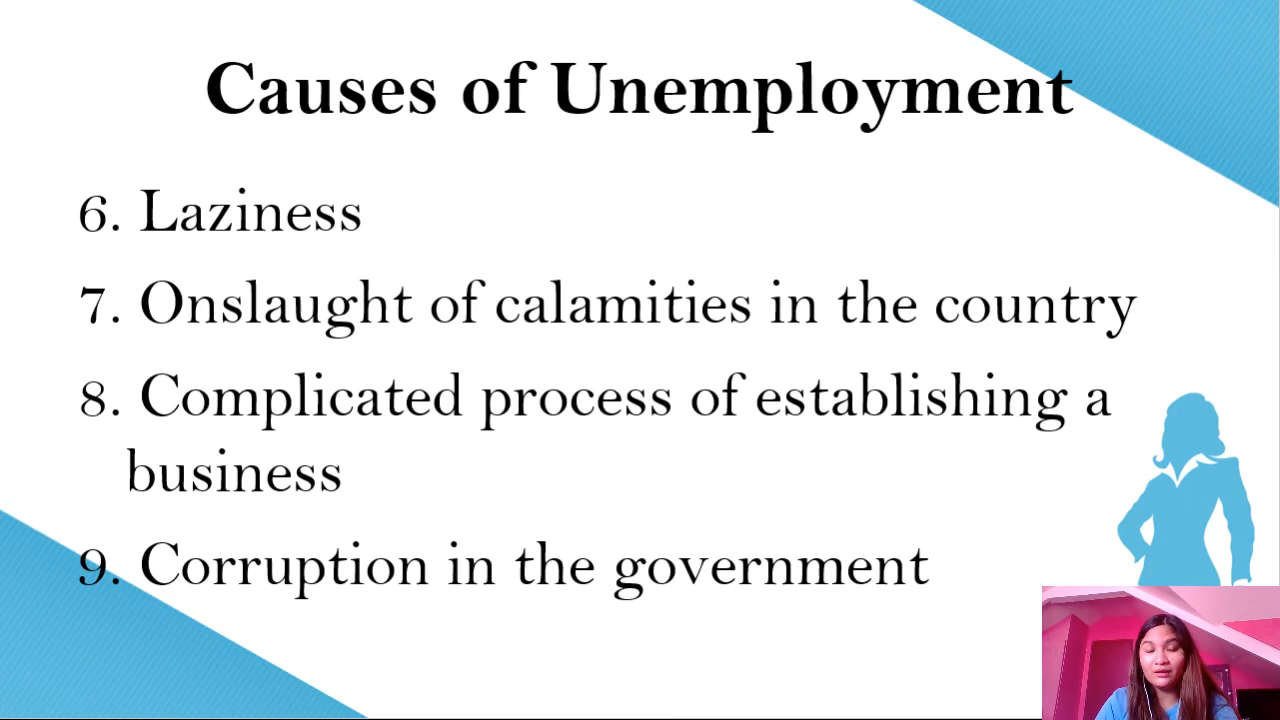 Causes of Unemployment
6. Laziness
7. Onslaught of calamities in the country
8. Complicated process of establishing a
business
9. Corruption in the government